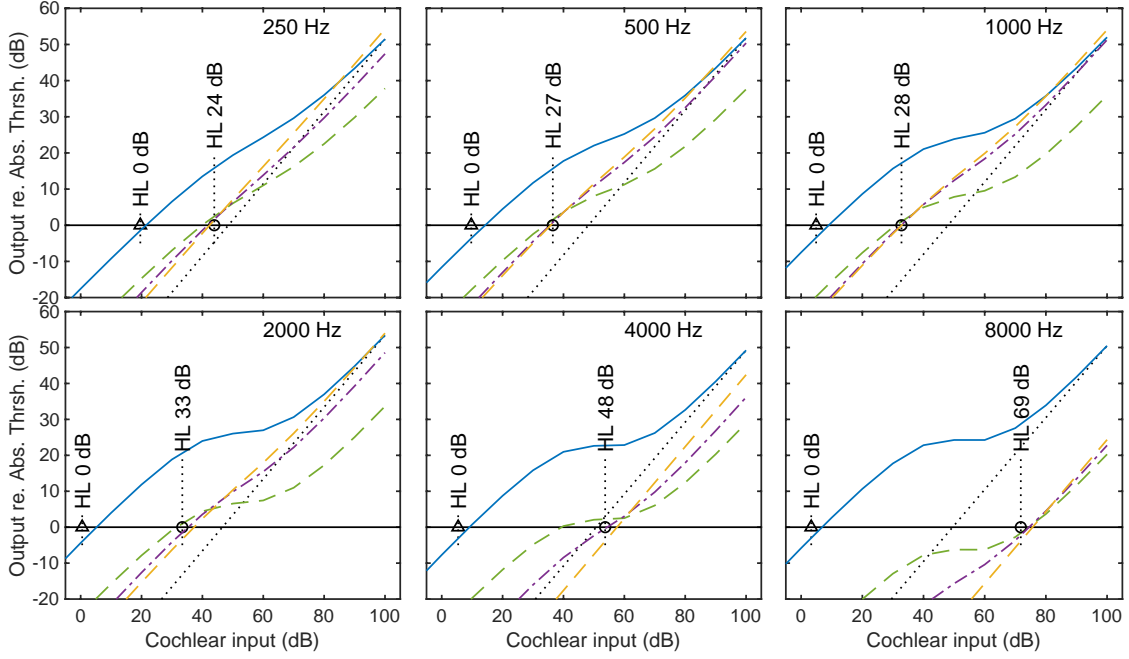 250 Hz
500 Hz
1000 Hz
60
50
40
30
20
10
0
-10
-20
Output re. Abs. Thrsh. (dB)
HL 0 dB
HL 24 dB
HL 0 dB
HL 27 dB
HL 0 dB
HL 28 dB
2000 Hz
4000 Hz
8000 Hz
60
50
40
30
20
10
0
-10
-20
Output re. Abs. Thrsh. (dB)
HL 0 dB
HL 33 dB
HL 0 dB
HL 48 dB
HL 0 dB
HL 69 dB
0 20 40 60 80 100
0 20 40 60 80 100
0 20 40 60 80 100
Cochlear input (dB)
Cochlear input (dB)
Cochlear input (dB)